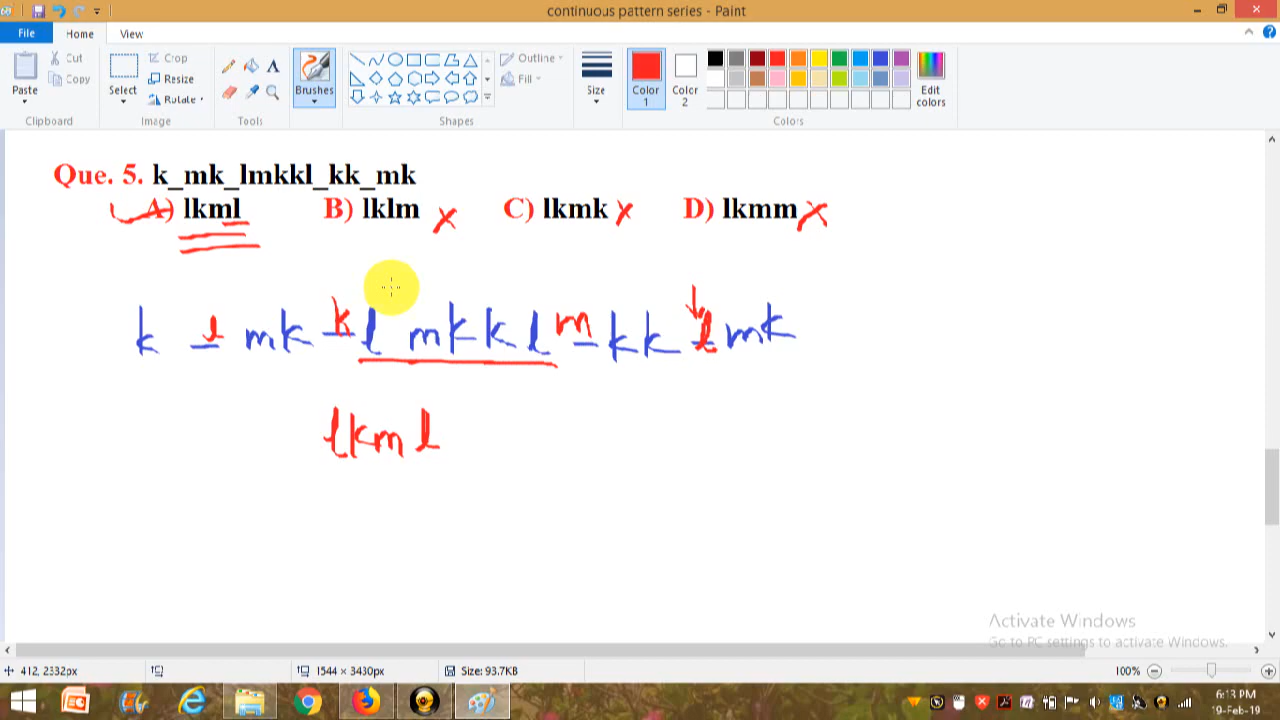 continuous pattern series - Paint
File Home View
Cut Copy Paste Clipboard
Crop Resize Rotate Select Image
Tools
Brushes
Outline Fill Shapes
Size
Color 1 Color 2 Edit colors Colors
Que. 5. k_mk_lmkkl_kk_mk
A) lkml B) lklm C) lkmk D) lkmm
k l mk k l mkkl m kk l mk
lkml
Activate Windows
Go to PC settings to activate Windows.
412, 2332px 1544 × 3430px Size: 93.7KB 100%
6:13 PM
19-Feb-19